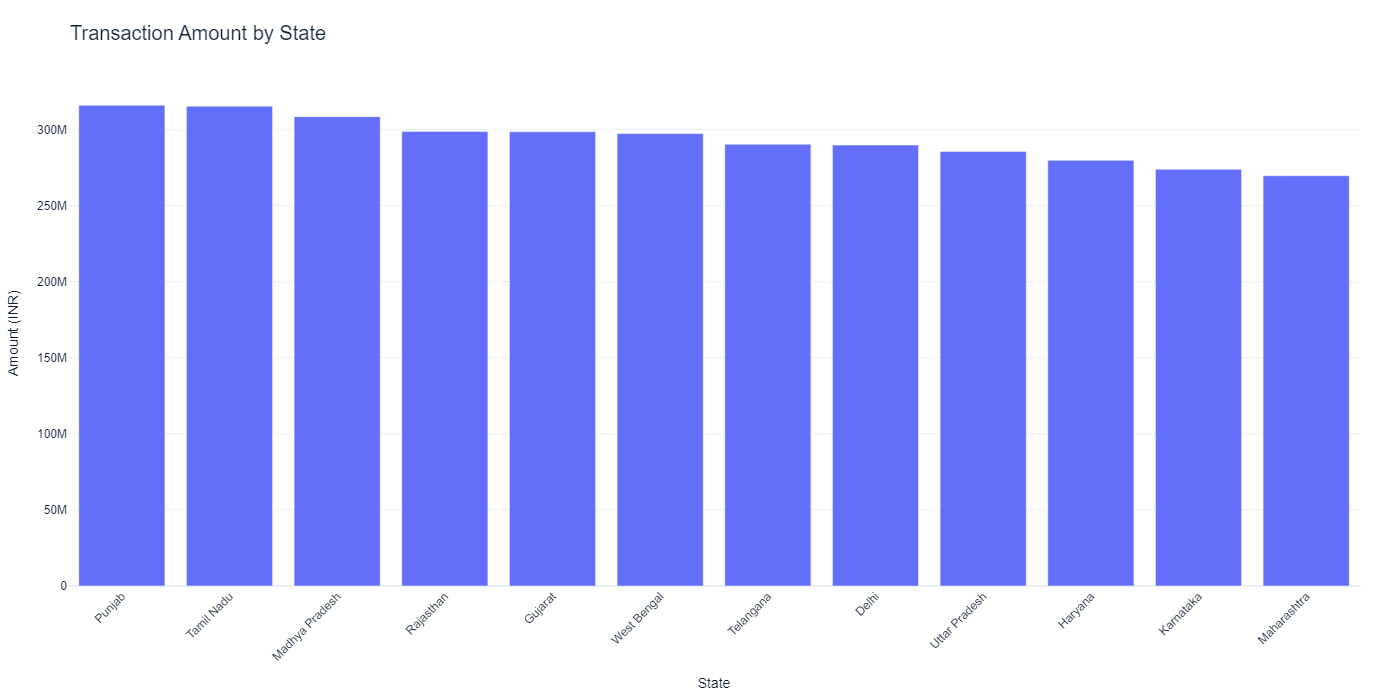 Transaction Amount by State
Amount (INR)
300M
250M
200M
150M
100M
50M
0
Punjab
Tamil Nadu
Madhya Pradesh
Rajasthan
Gujarat
West Bengal
Telangana
Delhi
Uttar Pradesh
Haryana
Karnataka
Maharashtra
State